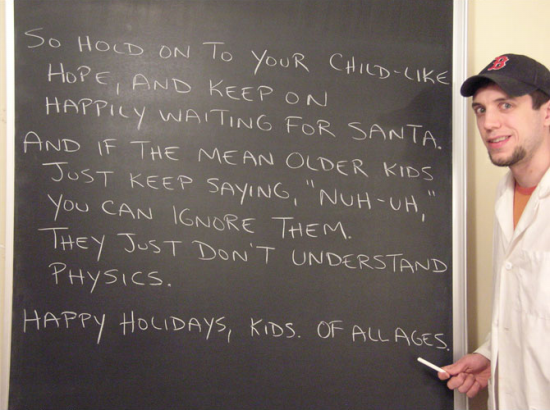 SO HOLD ON TO YOUR CHILD-LIKE
HOPE, AND KEEP ON
HAPPILY WAITING FOR SANTA.
AND IF THE MEAN OLDER KIDS
JUST KEEP SAYING, "NUH-UH,"
YOU CAN IGNORE THEM.
THEY JUST DON'T UNDERSTAND
PHYSICS.
HAPPY HOLIDAYS, KIDS. OF ALL AGES.
B